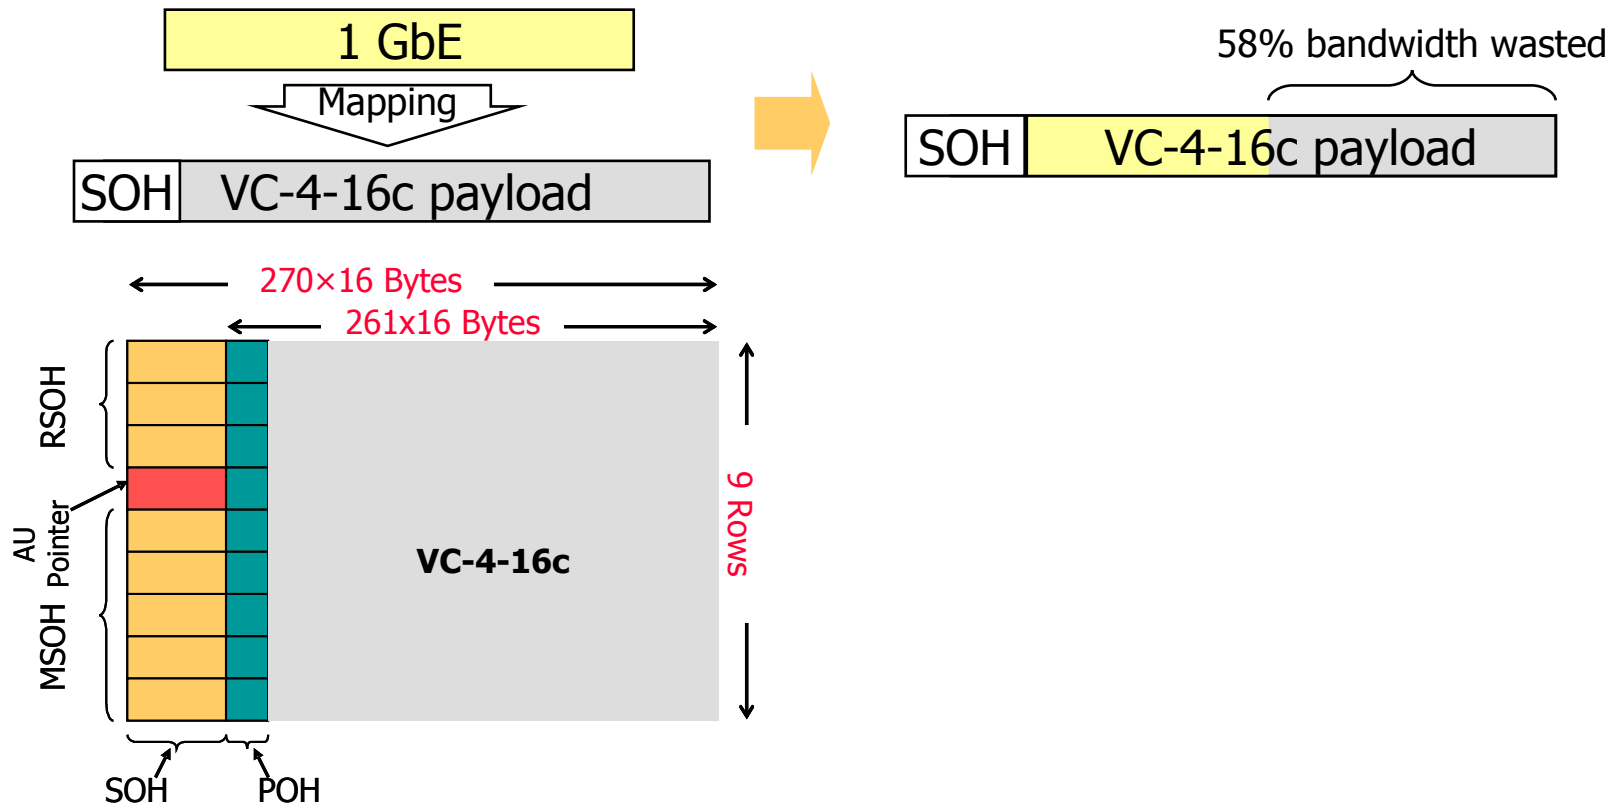 1 GbE
Mapping
SOH VC-4-16c payload
58% bandwidth wasted
SOH VC-4-16c payload
270×16 Bytes
261x16 Bytes
RSOH
AU
Pointer
MSOH
VC-4-16c
9 Rows
SOH
POH